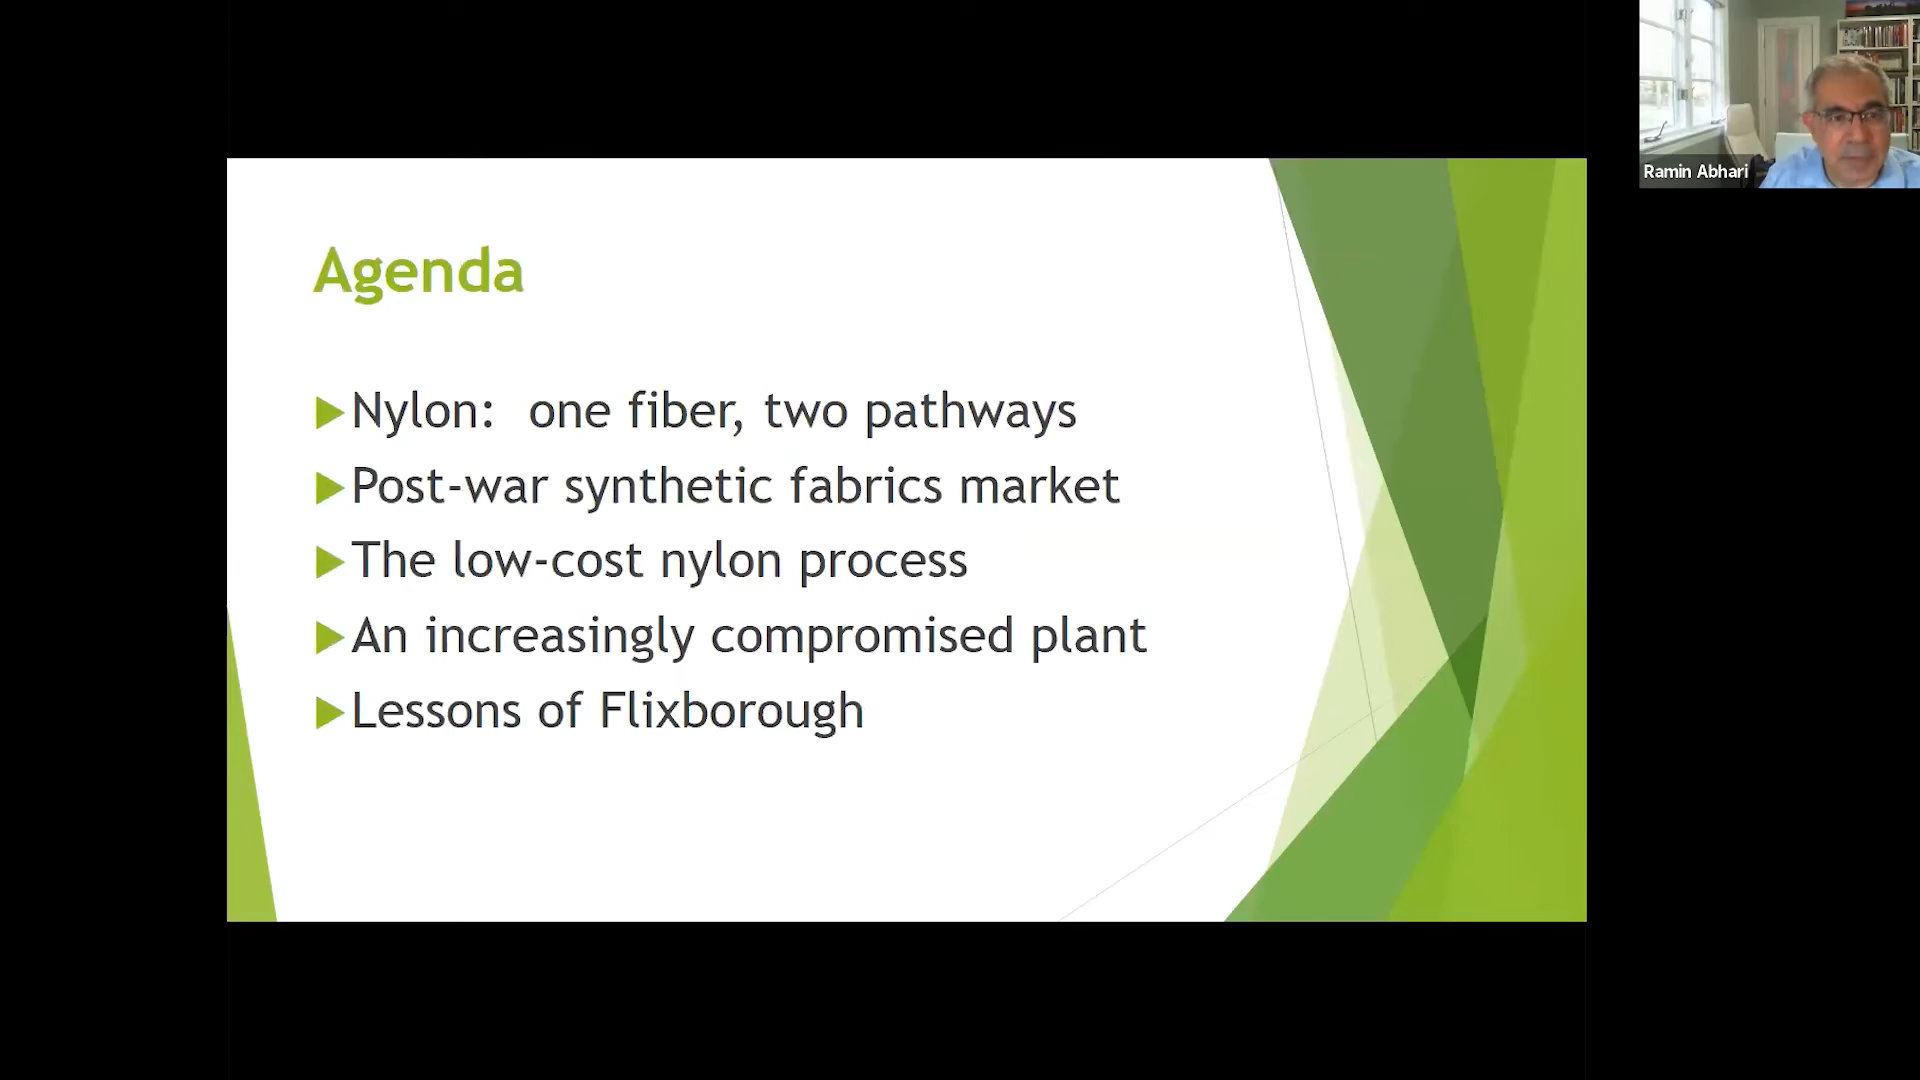 Agenda
Nylon:  one fiber, two pathways
Post-war synthetic fabrics market
The low-cost nylon process
An increasingly compromised plant
Lessons of Flixborough
Ramin Abhari